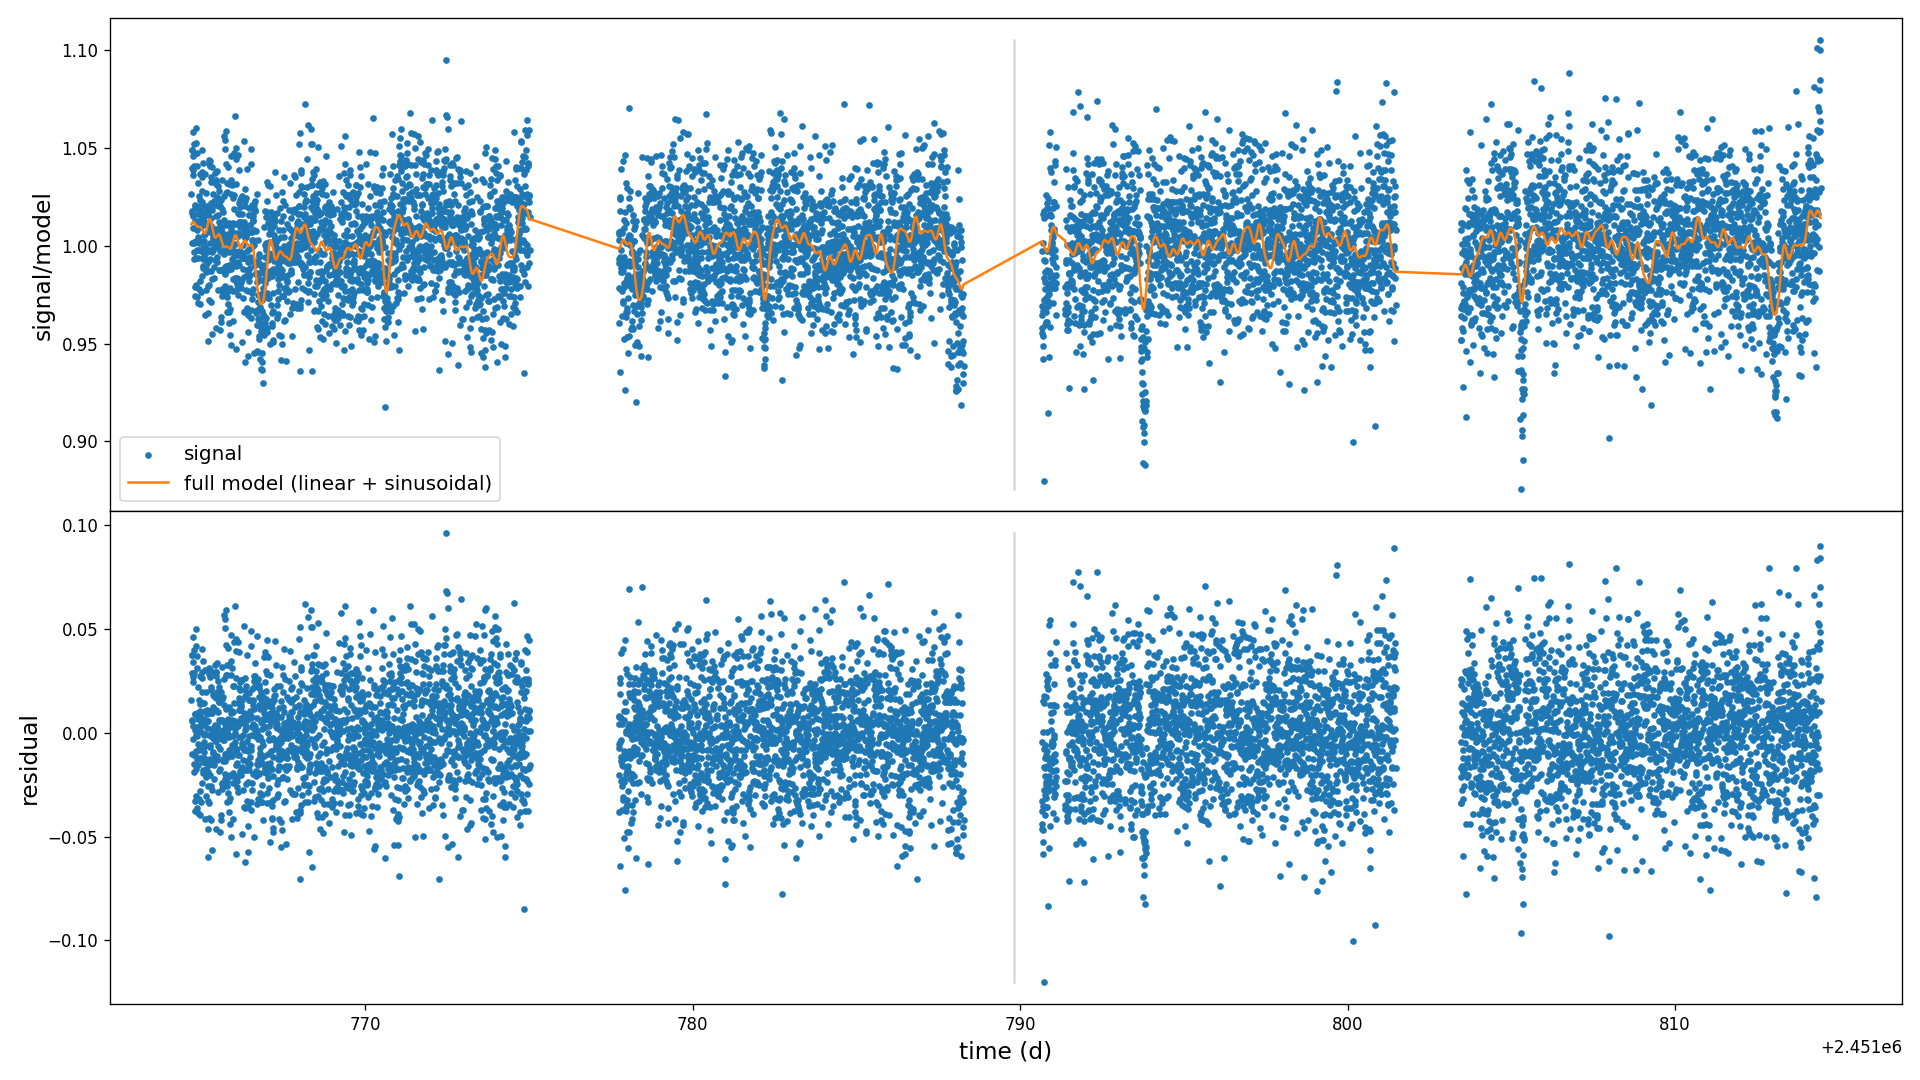 1.10
1.05
1.00
0.95
0.90
signal/model
signal
full model (linear + sinusoidal)
0.10
0.05
0.00
−0.05
−0.10
residual
770
780
790
800
810
time (d)
+2.451e6